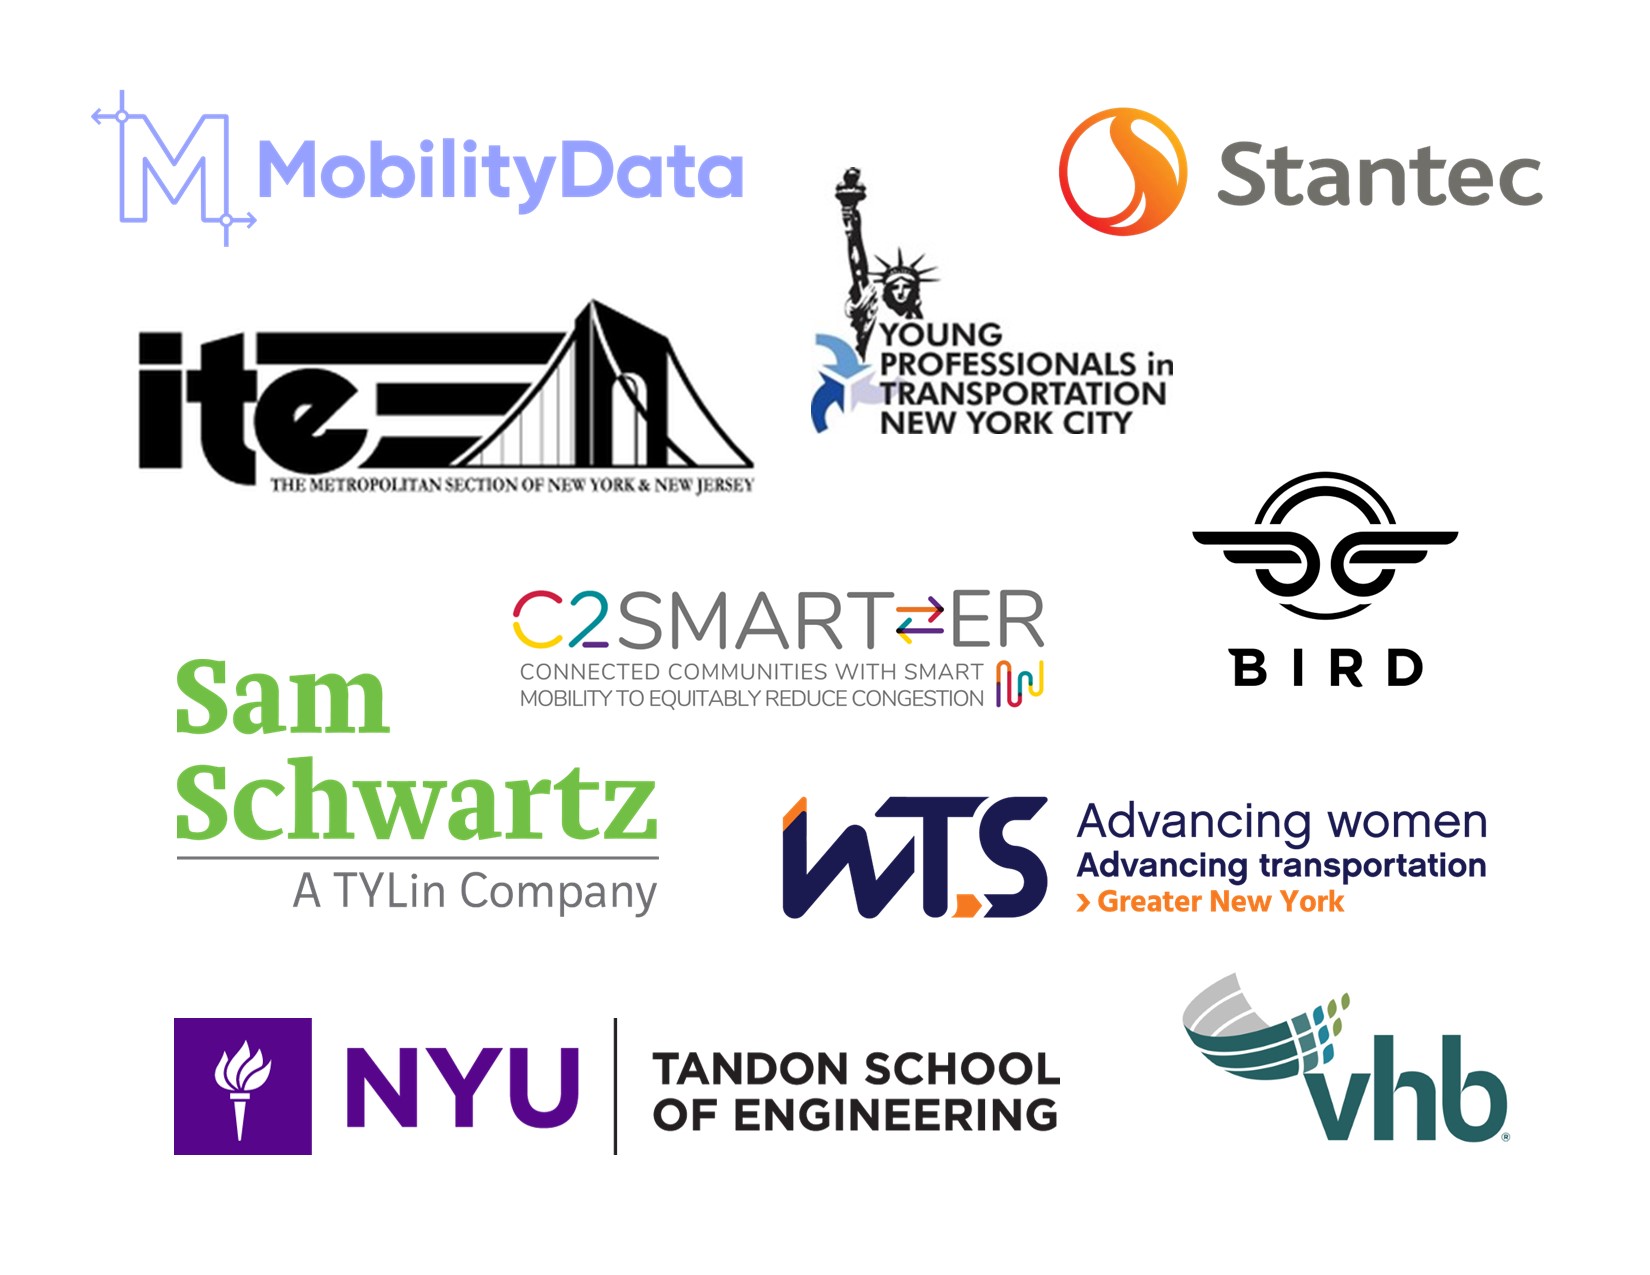 MobilityData
Stantec
YOUNG
PROFESSIONALS in
TRANSPORTATION
NEW YORK CITY
ite
THE METROPOLITAN SECTION OF NEW YORK & NEW JERSEY
BIRD
C2SMARTER
CONNECTED COMMUNITIES WITH SMART
MOBILITY TO EQUITABLY REDUCE CONGESTION
Sam
Schwartz
A TYLin Company
WTS
Advancing women
Advancing transportation
› Greater New York
NYU
TANDON SCHOOL
OF ENGINEERING
vhb®